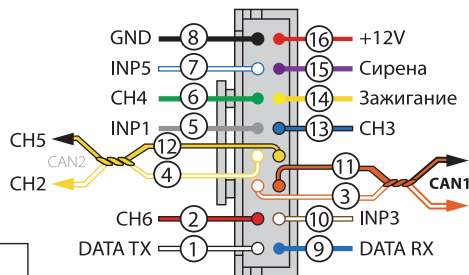 GND 8 16 +12V
INP5 7 15 Сирена
CH4 6 14 Зажигание
INP1 5 13 CH3
CH5 12
CAN2 11
CH2 4 CAN1
3
CH6 2 10 INP3
DATA TX 1 9 DATA RX